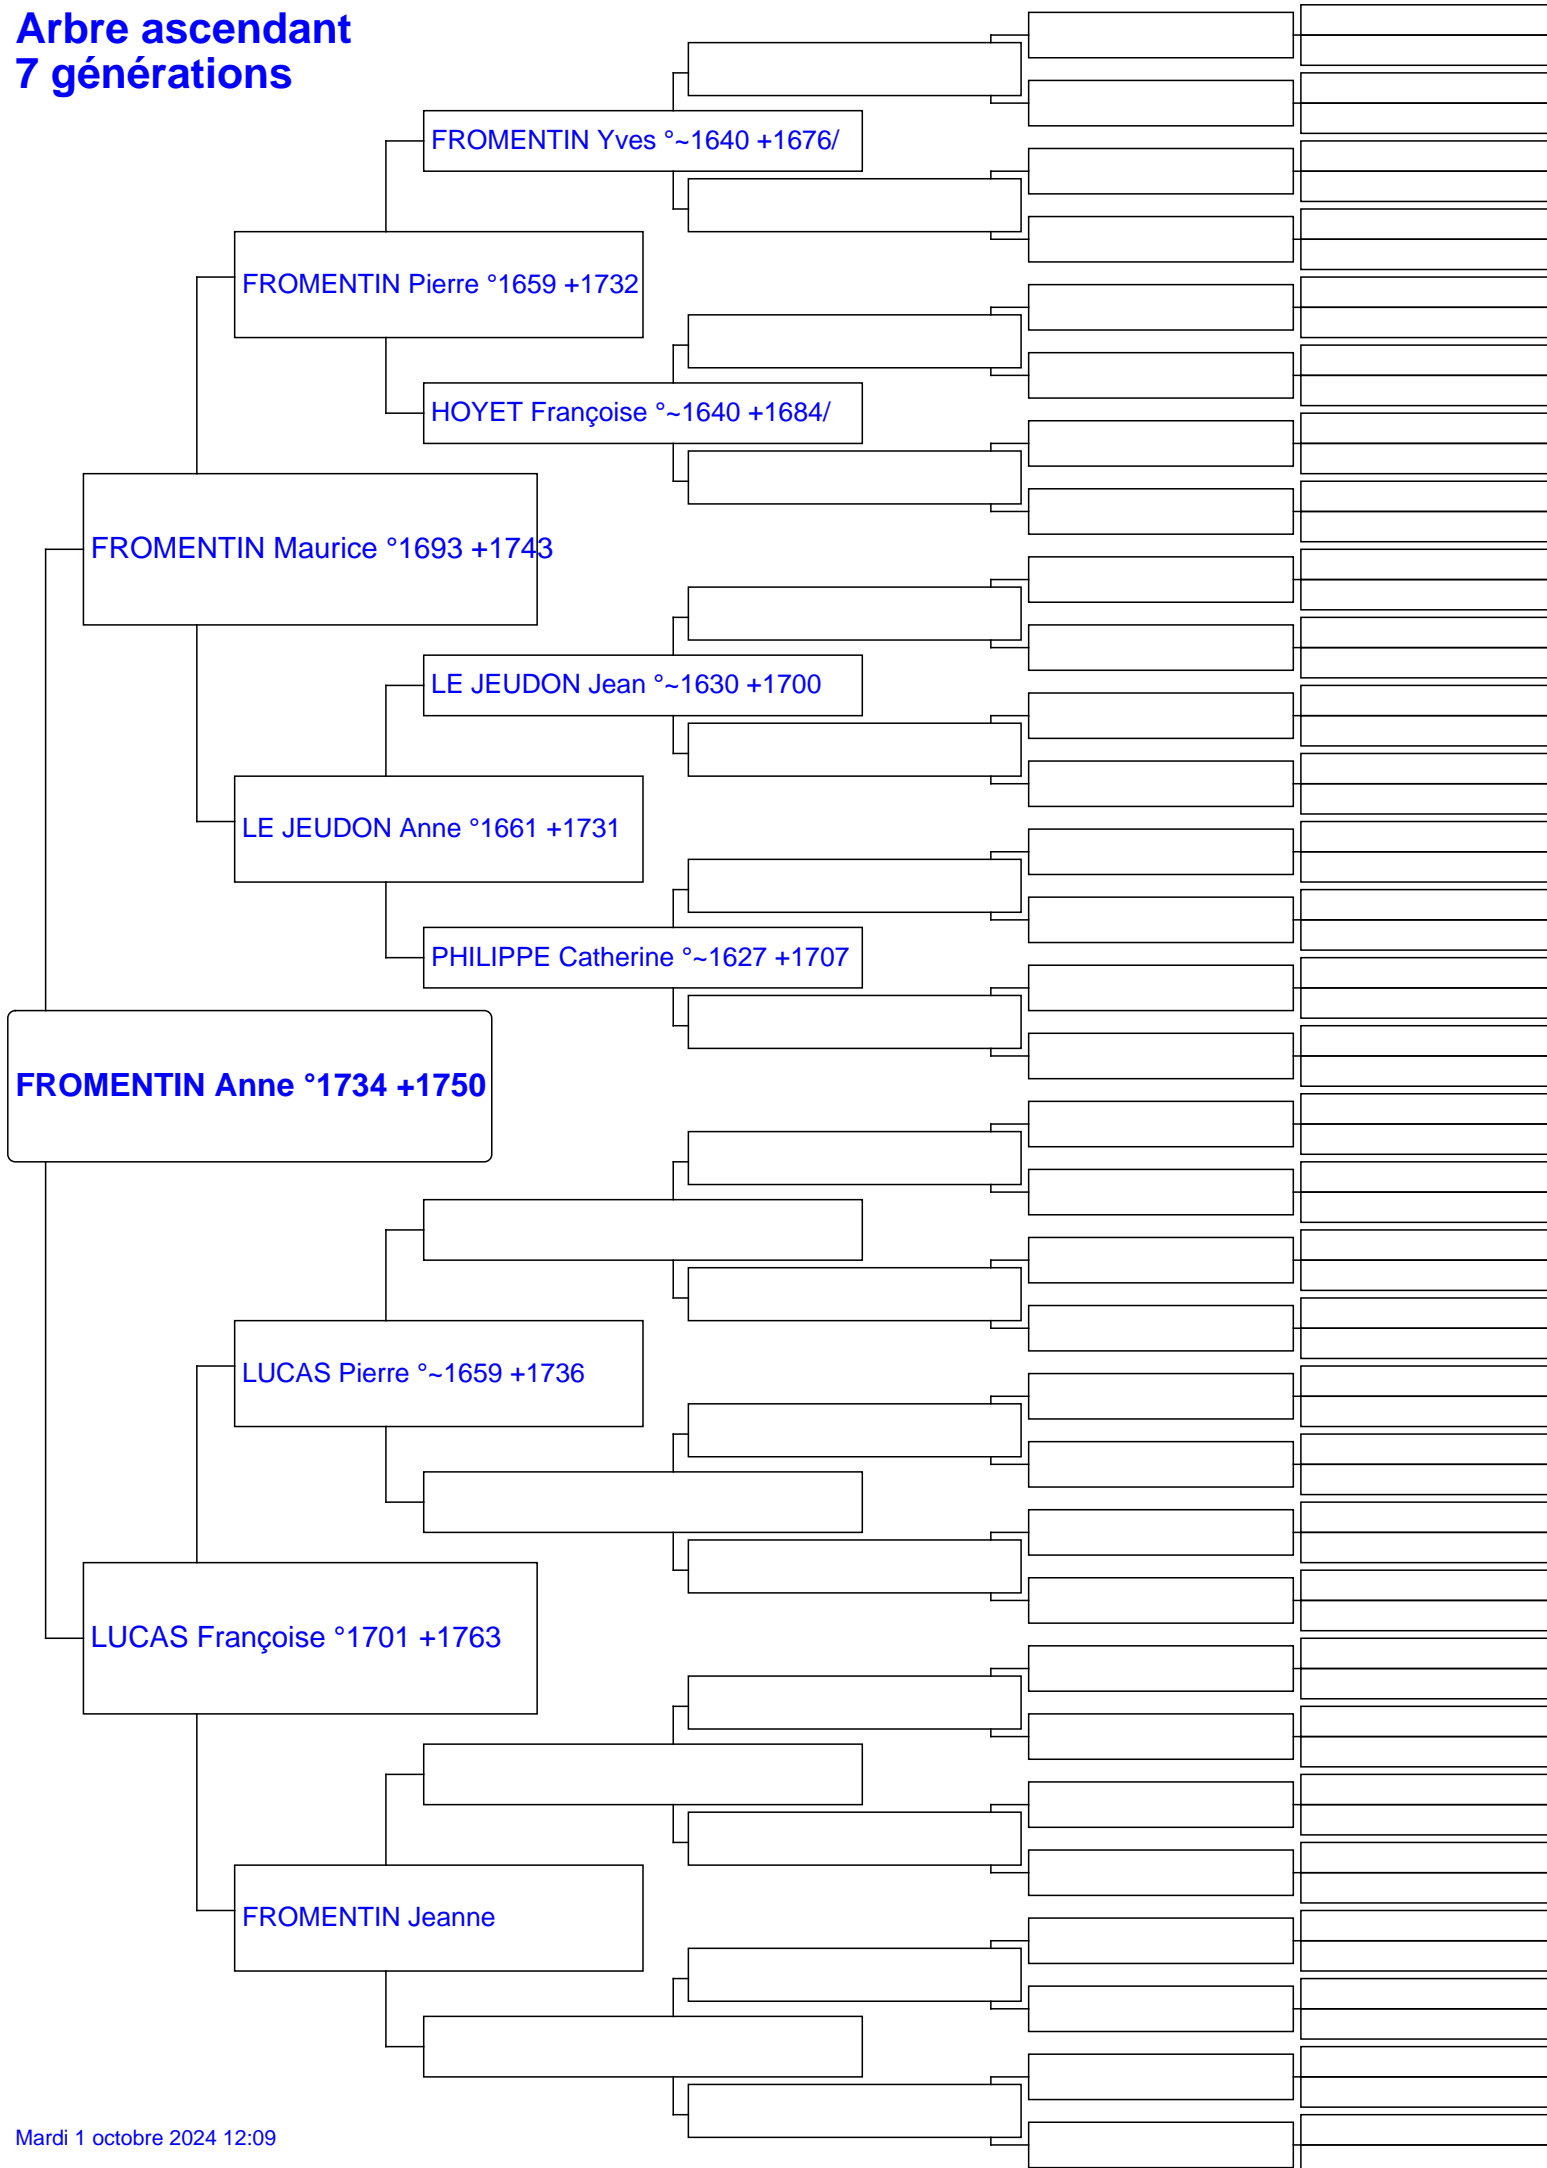 Arbre ascendant
7 générations
FROMENTIN Yves °~1640 +1676/
FROMENTIN Pierre °1659 +1732
HOYET Françoise °~1640 +1684/
FROMENTIN Maurice °1693 +1743
LE JEUDON Jean °~1630 +1700
LE JEUDON Anne °1661 +1731
PHILIPPE Catherine °~1627 +1707
FROMENTIN Anne °1734 +1750
LUCAS Pierre °~1659 +1736
LUCAS Françoise °1701 +1763
FROMENTIN Jeanne
Mardi 1 octobre 2024 12:09